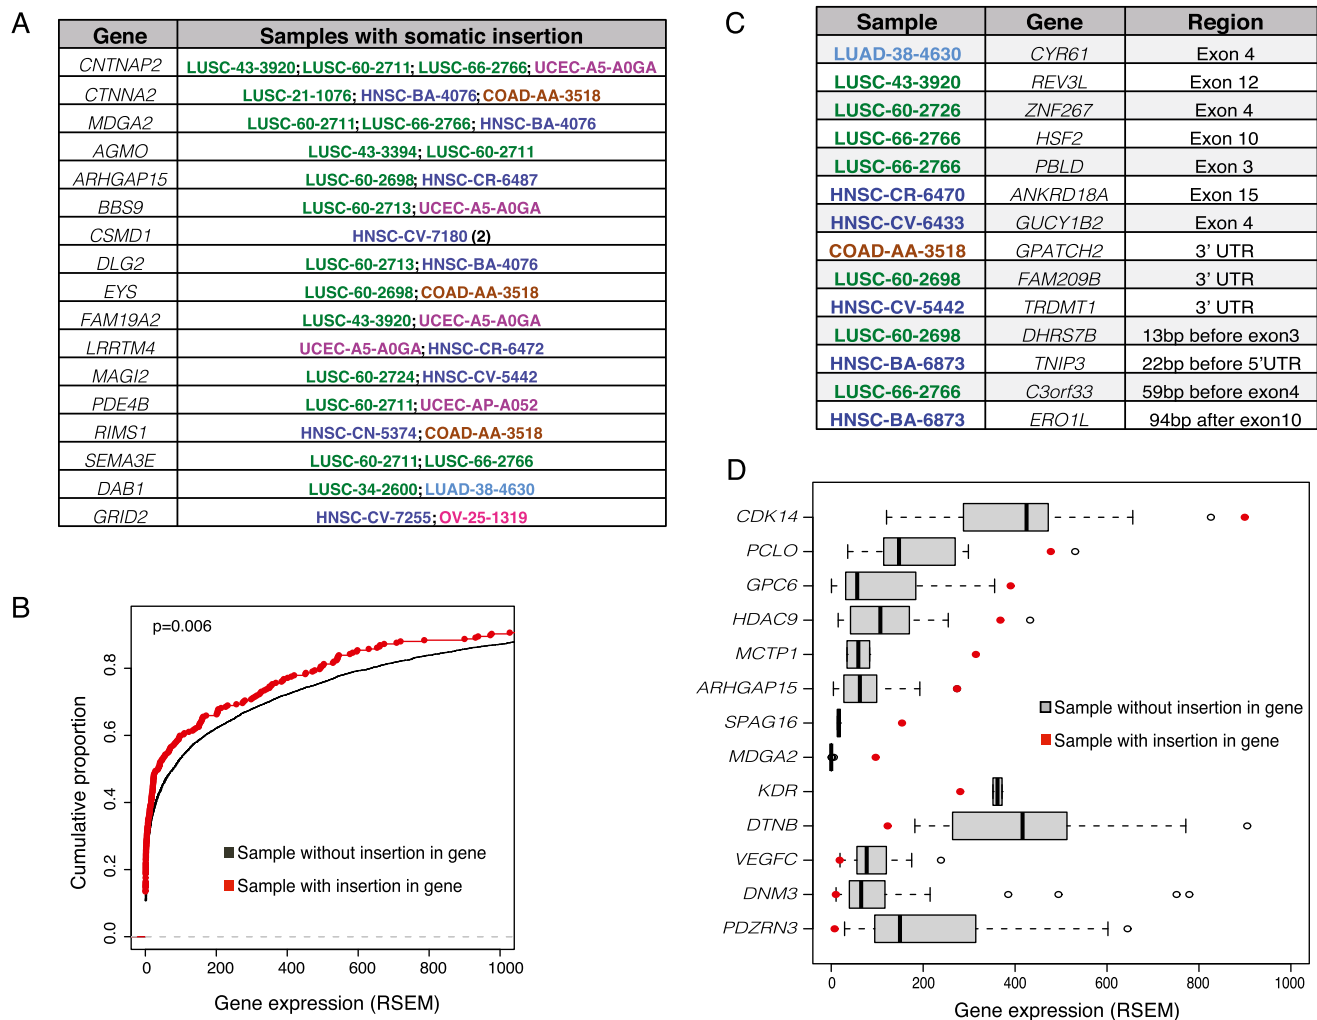 A
Gene Samples with somatic insertion
CNTNAP2 LUSC-43-3920;LUSC-60-2711; LUSC-66-2766;UCEC-A5-A0GA
CTNNA2 LUSC-21-1076; HNSC-BA-4076;COAD-AA-3518
MDGA2 LUSC-60-2711;LUSC-66-2766; HNSC-BA-4076
AGMO LUSC-43-3394; LUSC-60-2711
ARHGAP15 LUSC-60-2698; HNSC-CR-6487
BBS9 LUSC-60-2713;UCEC-A5-A0GA
CSMD1 HNSC-CV-7180 (2)
DLG2 LUSC-60-2713;HNSC-BA-4076
EYS LUSC-60-2698;COAD-AA-3518
FAM19A2 LUSC-43-3920;UCEC-A5-A0GA
LRRTM4 UCEC-A5-A0GA;HNSC-CR-6472
MAGI2 LUSC-60-2724;HNSC-CV-5442
PDE4B LUSC-60-2711;UCEC-AP-A052
RIMS1 HNSC-CN-5374;COAD-AA-3518
SEMA3E LUSC-60-2711;LUSC-66-2766
DAB1 LUSC-34-2600;LUAD-38-4630
GRID2 HNSC-CV-7255;OV-25-1319
B
p=0.006
Cumulative proportion
0.8
0.6
0.4
0.2
0.0
Sample without insertion in gene
Sample with insertion in gene
0 200 400 600 800 1000
Gene expression (RSEM)
C
Sample Gene Region
LUAD-38-4630 CYR61 Exon 4
LUSC-43-3920 REV3L Exon 12
LUSC-60-2726 ZNF267 Exon 4
LUSC-66-2766 HSF2 Exon 10
LUSC-66-2766 PBLD Exon 3
HNSC-CR-6470 ANKRD18A Exon 15
HNSC-CV-6433 GUCY1B2 Exon 4
COAD-AA-3518 GPATCH2 3' UTR
LUSC-60-2698 FAM209B 3' UTR
HNSC-CV-5442 TRDMT1 3' UTR
LUSC-60-2698 DHRS7B 13bp before exon3
HNSC-BA-6873 TNIP3 22bp before 5'UTR
LUSC-66-2766 C3orf33 59bp before exon4
HNSC-BA-6873 ERO1L 94bp after exon10
D
CDK14
PCLO
GPC6
HDAC9
MCTP1
ARHGAP15
SPAG16
MDGA2
KDR
DTNB
VEGFC
DNM3
PDZRN3
Sample without insertion in gene
Sample with insertion in gene
0 200 400 600 800 1000
Gene expression (RSEM)